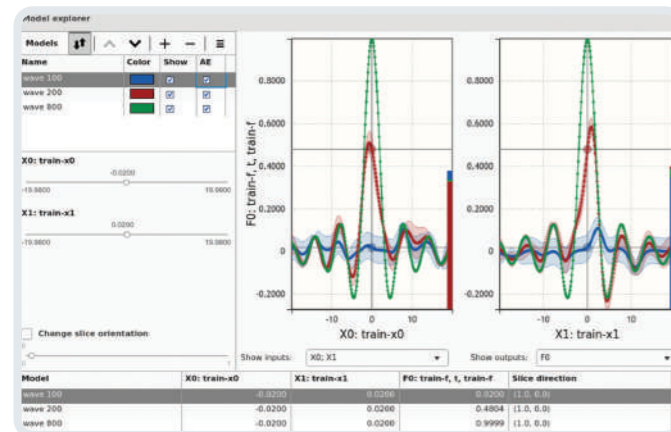 Model explorer
Models
Name Color Show AE
wave 100
wave 200
wave 800
X0: train-x0
-0.0200
-19.9800 19.9800
X1: train-x1
0.0200
-19.9800 19.9800
Change slice orientation
0
0 1
F0: train-f, t, train-f
0.8000
0.6000
0.4000
0.2000
0
-0.2000
-10 0 10
X0: train-x0
0.8000
0.6000
0.4000
0.2000
0
-0.2000
-10 0 10
X1: train-x1
Show inputs: X0; X1
Show outputs: F0
Model X0: train-x0 X1: train-x1 F0: train-f, t, train-f Slice direction
wave 100 -0.0200 0.0200 0.0200 (1.0, 0.0)
wave 200 -0.0200 0.0200 0.4804 (1.0, 0.0)
wave 800 -0.0200 0.0200 0.9999 (1.0, 0.0)